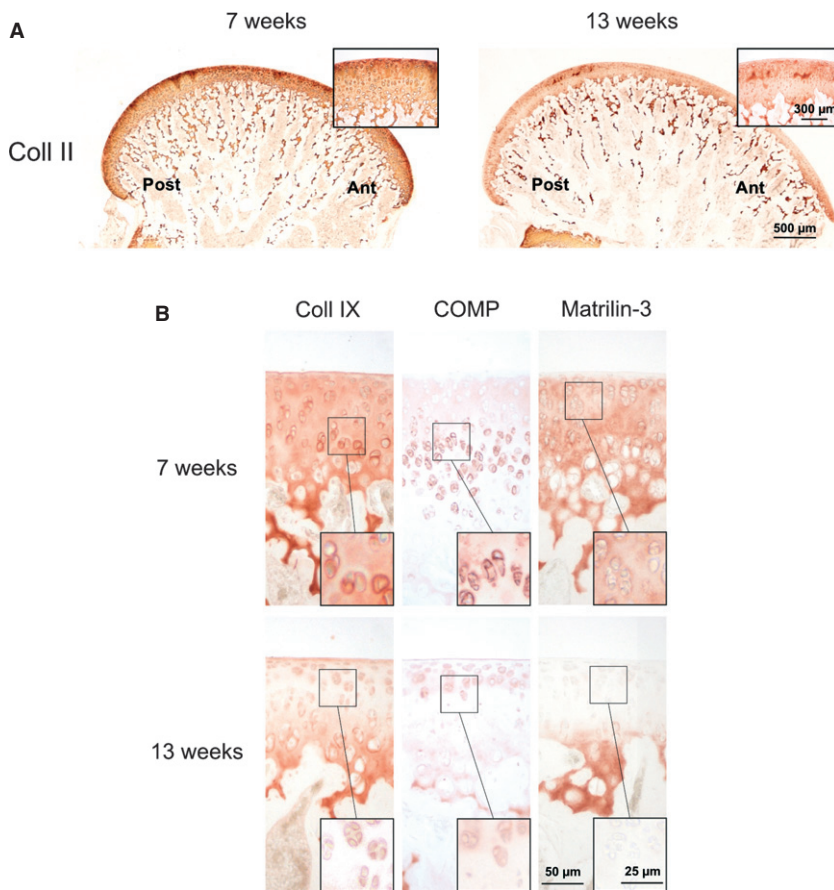 A
7 weeks
13 weeks
Coll II
Post
Ant
300 µm
Post
Ant
500 µm
B
Coll IX
COMP
Matrilin-3
7 weeks
13 weeks
50 µm
25 µm